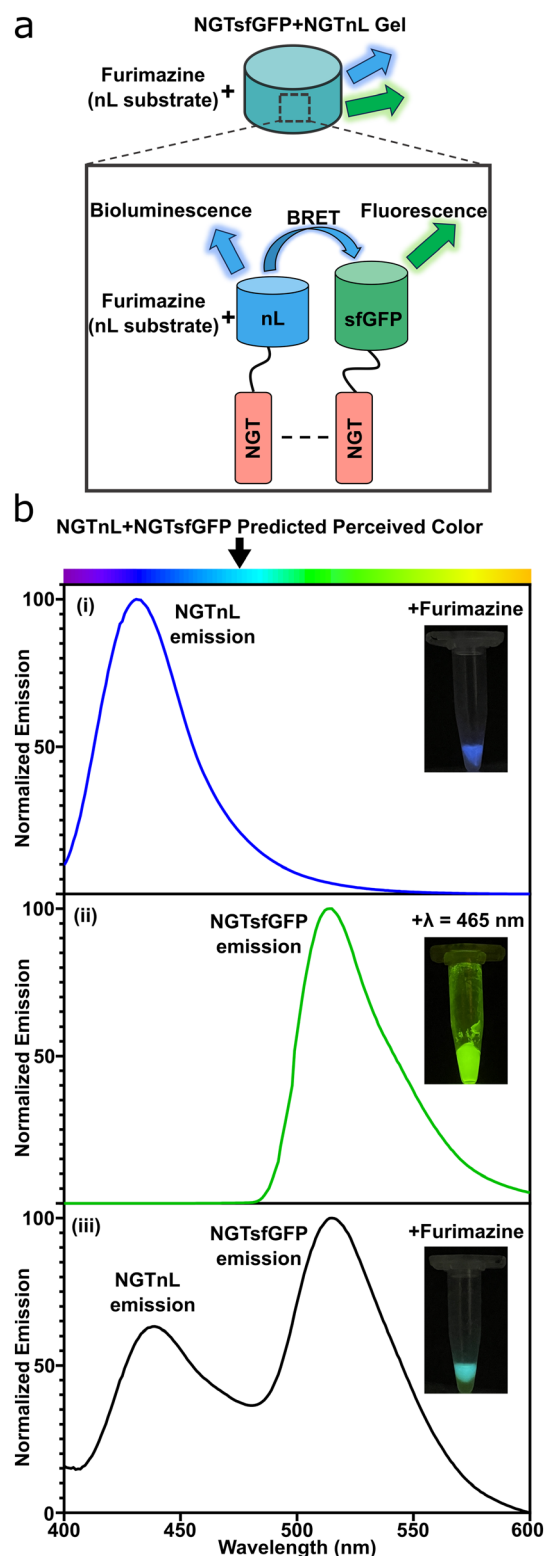 a
NGTsfGFP+NGTnL Gel
Furimazine
(nL substrate) +
Bioluminescence
BRET
Fluorescence
Furimazine
(nL substrate) +
nL
sfGFP
NGT
NGT
b
NGTnL+NGTsfGFP Predicted Perceived Color
(i)
NGTnL
emission
+Furimazine
100
50
Normalized Emission
(ii)
NGTsfGFP
emission
+λ = 465 nm
100
50
Normalized Emission
(iii)
NGTnL
emission
NGTsfGFP
emission
+Furimazine
100
50
0
Normalized Emission
400 450 500 550 600
Wavelength (nm)